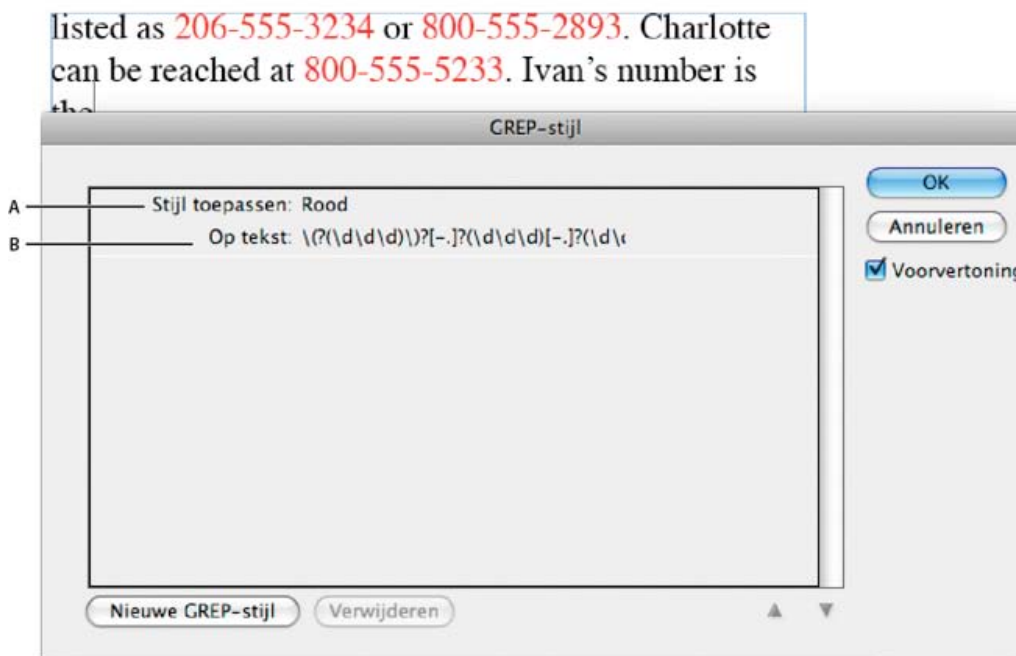 listed as 206-555-3234 or 800-555-2893. Charlotte
can be reached at 800-555-5233. Ivan's number is
the
GREP-stijl
A
Stijl toepassen: Rood
B
Op tekst: \(?(\d\d\d)\)?[-.]?(\d\d\d)[-.]?(\d\
OK
Annuleren
Voorvertoning
Nieuwe GREP-stijl
Verwijderen